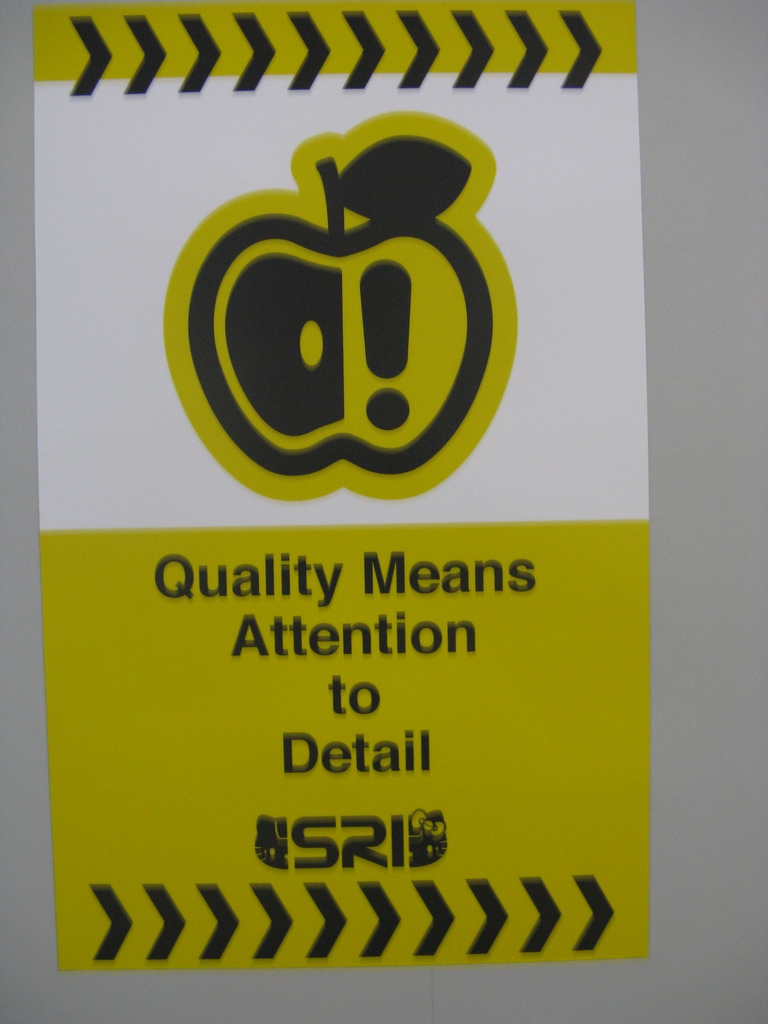 !
Quality Means
Attention
to
Detail
SRI